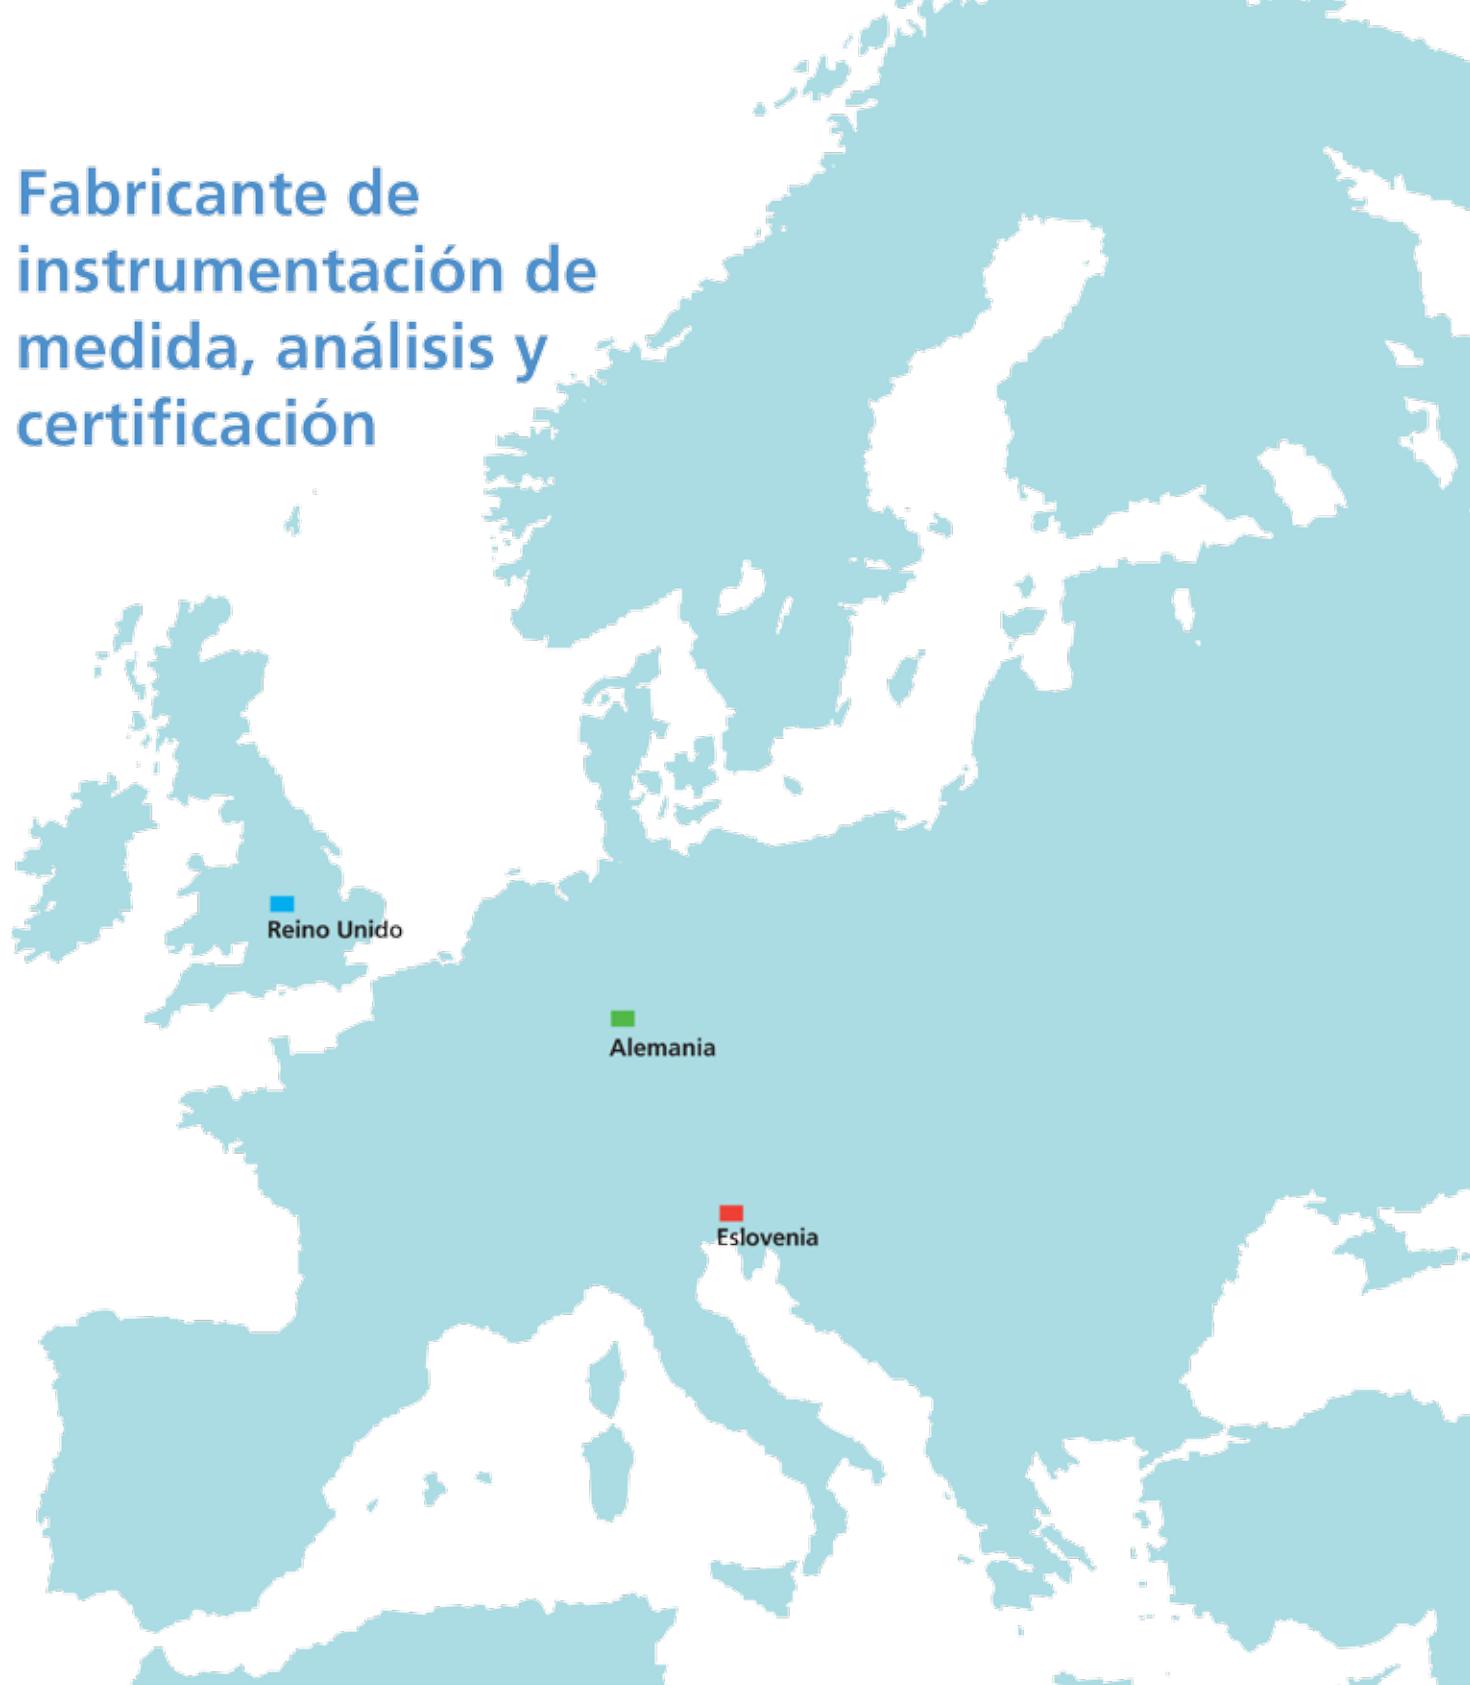 Fabricante de
instrumentación de
medida, análisis y
certificación
Reino Unido
Alemania
Eslovenia